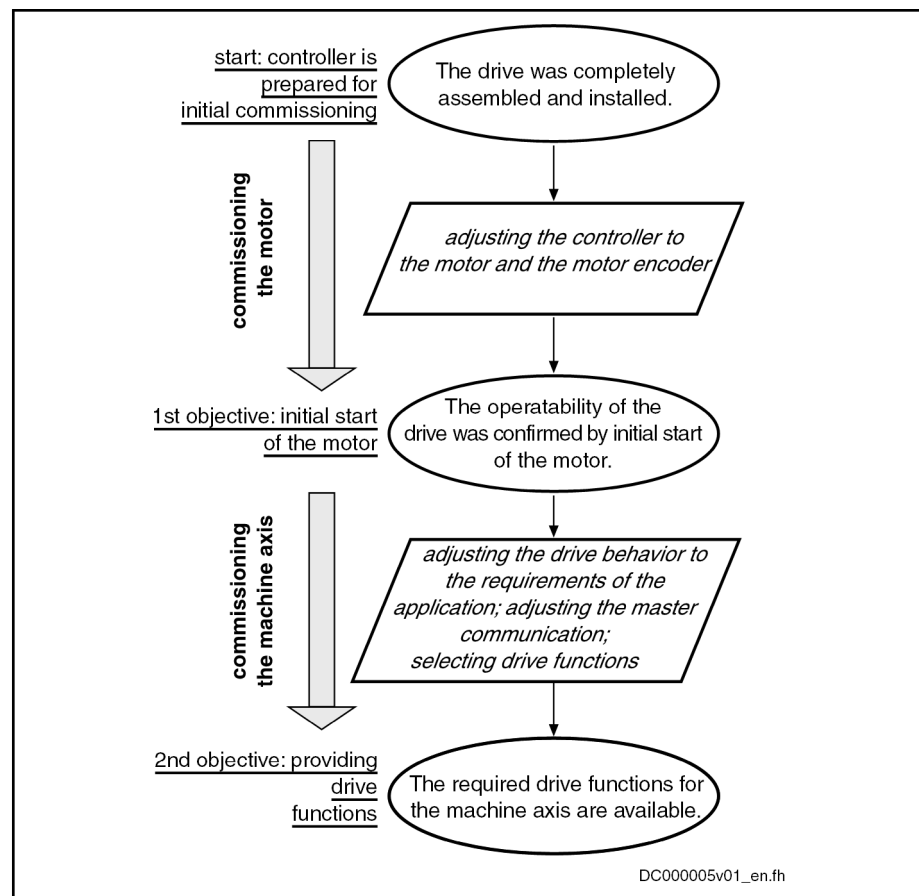 start: controller is
prepared for
initial commissioning
The drive was completely
assembled and installed.
commissioning
the motor
adjusting the controller to
the motor and the motor encoder
1st objective: initial start
of the motor
The operatability of the
drive was confirmed by initial start
of the motor.
commissioning
the machine axis
adjusting the drive behavior to
the requirements of the
application; adjusting the master
communication;
selecting drive functions
2nd objective: providing
drive
functions
The required drive functions for
the machine axis are available.
DC000005v01_en.fh